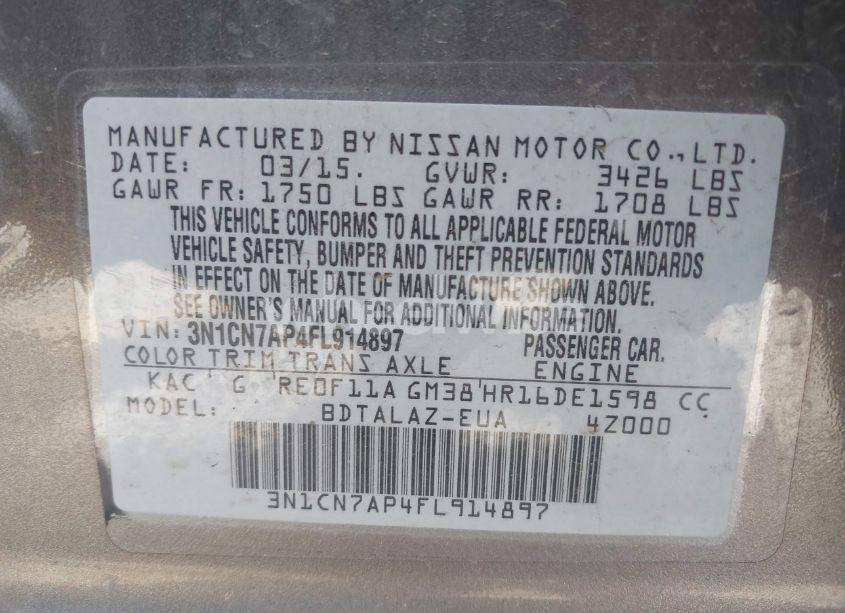 MANUFACTURED BY NISSAN MOTOR CO., LTD.
DATE: 03/15. GVWR: 3426 LBS
GAWR FR: 1750 LBS GAWR RR: 1708 LBS
THIS VEHICLE CONFORMS TO ALL APPLICABLE FEDERAL MOTOR
VEHICLE SAFETY, BUMPER AND THEFT PREVENTION STANDARDS
IN EFFECT ON THE DATE OF MANUFACTURE SHOWN ABOVE.
SEE OWNER'S MANUAL FOR ADDITIONAL INFORMATION.
VIN: 3N1CN7AP4FL914897 PASSENGER CAR.
COLOR TRIM TRANS AXLE ENGINE
KAC G RE0F11A GM38 HR16DE1598 CC
MODEL: BDTALAZ-EUA 4Z000
3N1CN7AP4FL914897